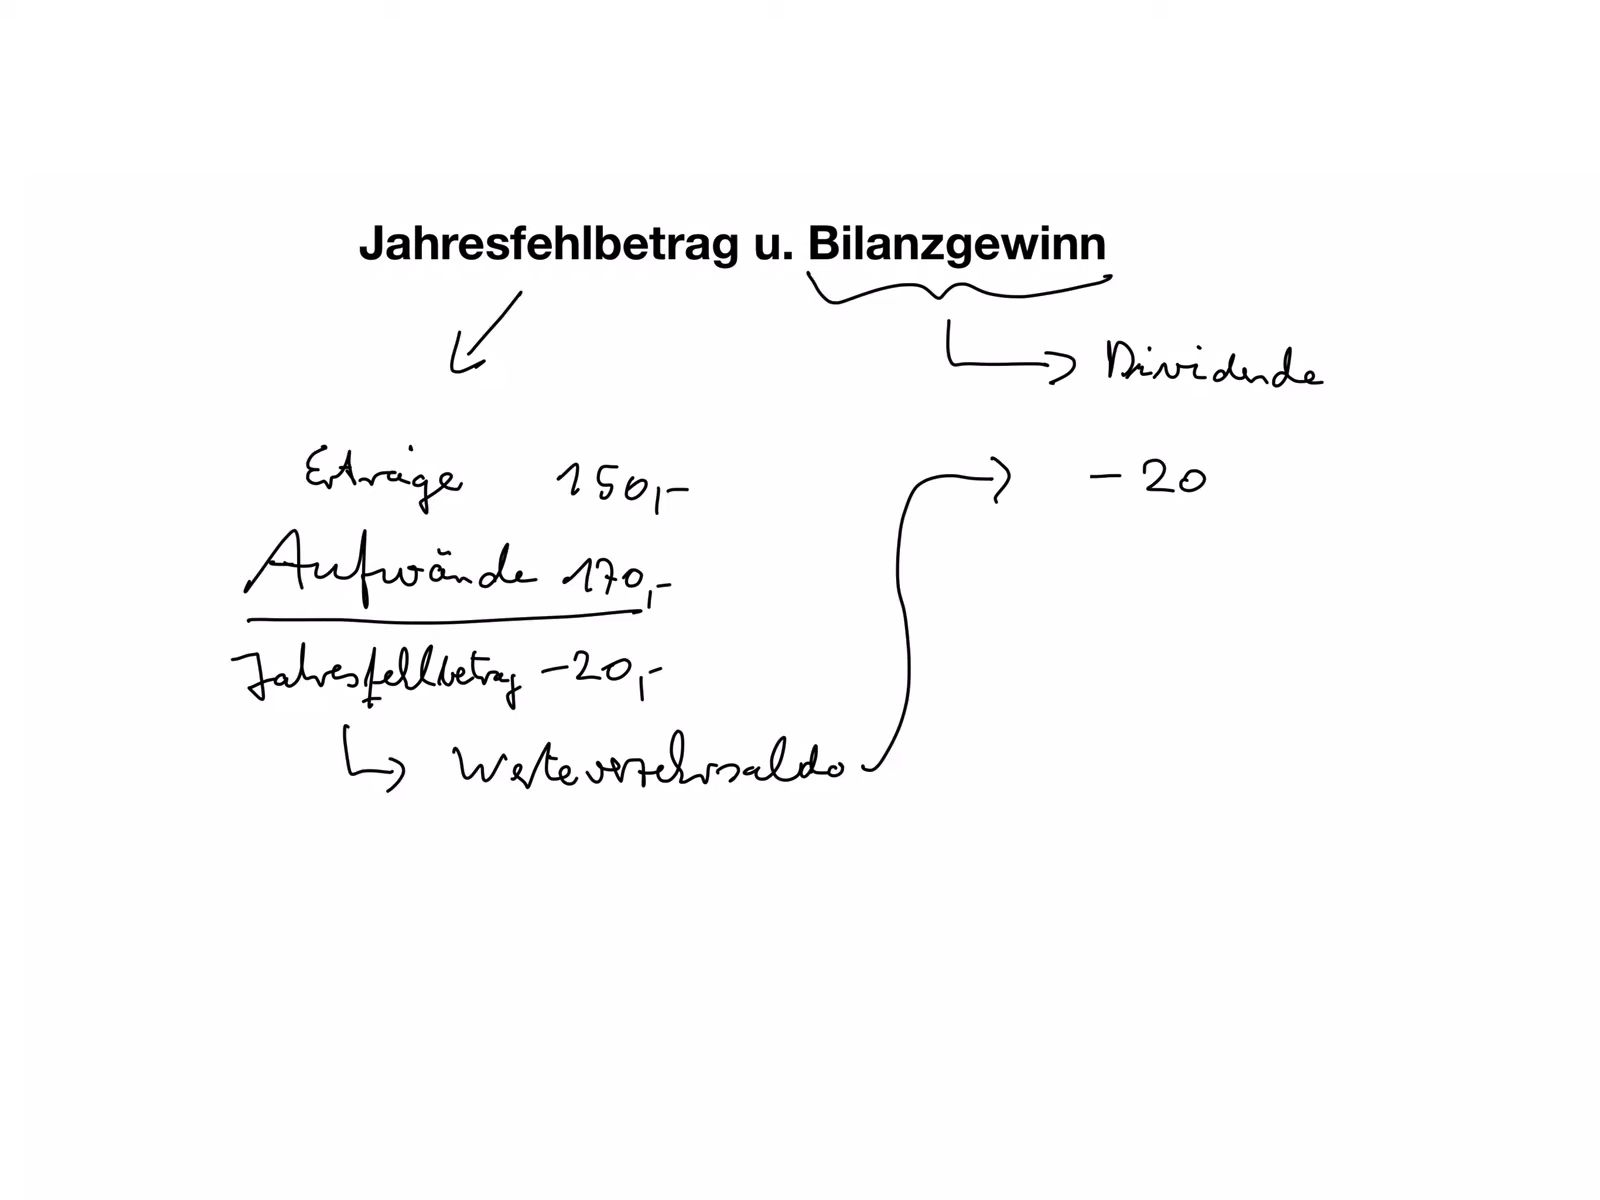 Jahresfehlbetrag u. Bilanzgewinn
Dividende
Erträge 150,-
Aufwände 170,-
Jahresfehlbetrag -20,-
Werteverzehrsaldo
- 20